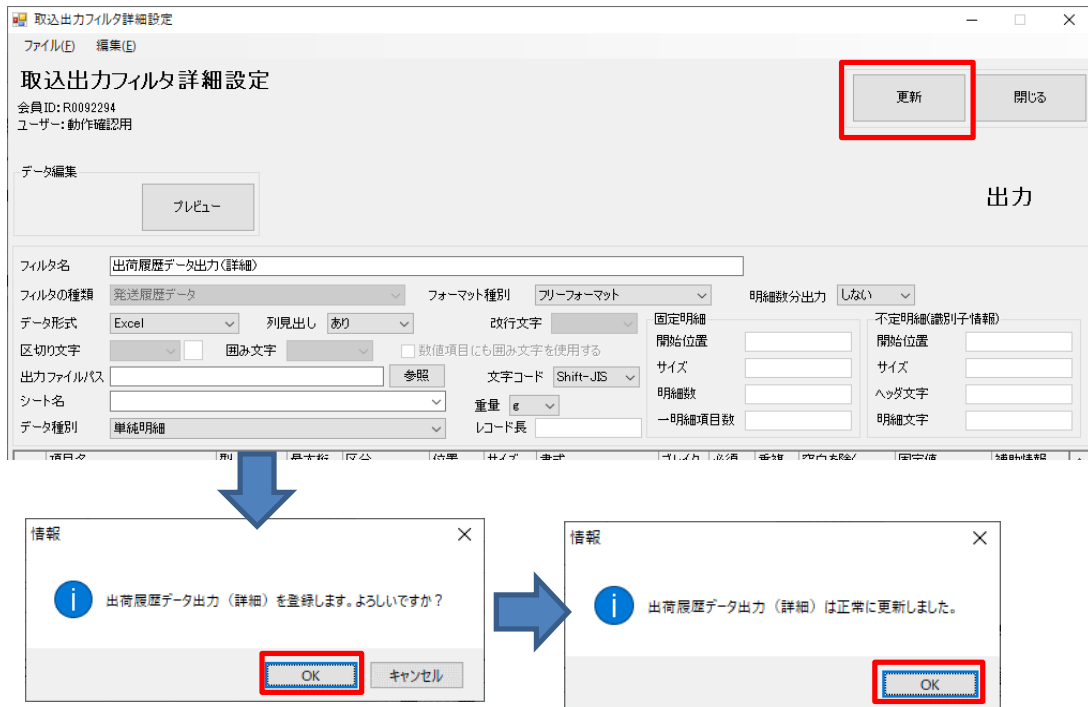 取込出力フィルタ詳細設定
ファイル(F) 編集(E)
取込出力フィルタ詳細設定
会員ID:R0092294
ユーザー:動作確認用
更新 閉じる
データ編集
プレビュー
出力
フィルタ名 出荷履歴データ出力(詳細)
フィルタの種類 発送履歴データ フォーマット種別 フリーフォーマット 明細数分出力 しない
データ形式 Excel 列見出し あり 改行文字
区切り文字 囲み文字 数値項目にも囲み文字を使用する
出力ファイルパス 参照 文字コード Shift-JIS
シート名 重量 g
データ種別 単純明細 レコード長
固定明細
開始位置
サイズ
明細数
一明細項目数
不定明細(識別子情報)
開始位置
サイズ
ヘッダ文字
明細文字
項目名 型 最大桁 区分 位置 サイズ 書式 ブレイク 必須 重複 空白を除く 固定値 補助情報
情報
出荷履歴データ出力(詳細)を登録します。よろしいですか?
OK キャンセル
情報
出荷履歴データ出力(詳細)は正常に更新しました。
OK